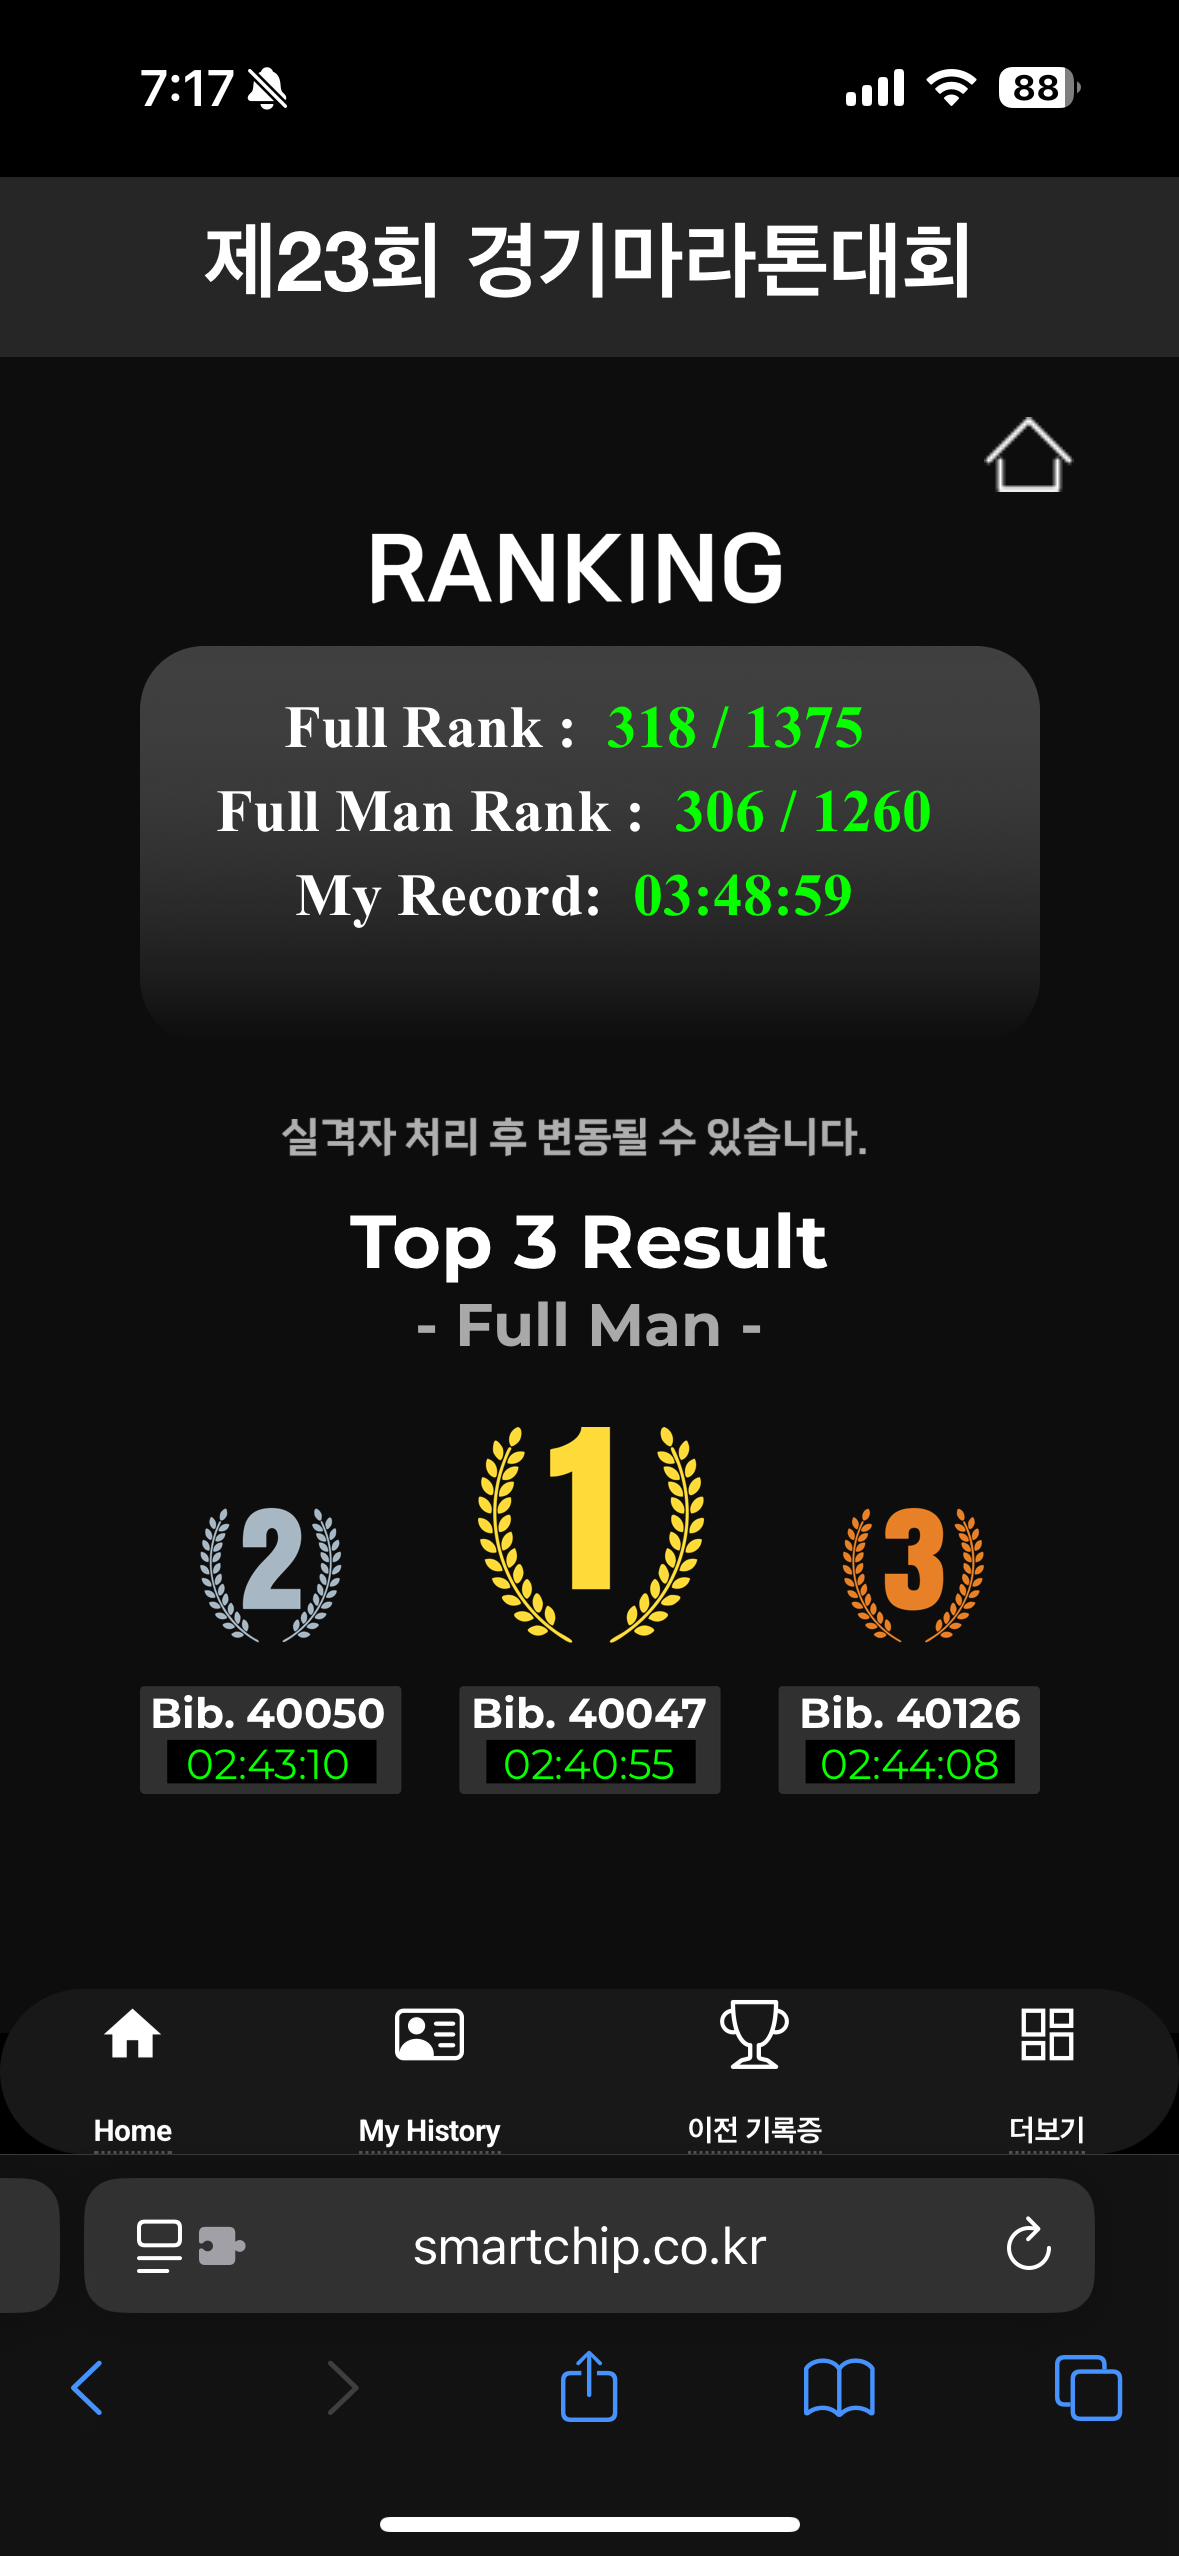 7:17
88
제23회 경기마라톤대회
RANKING
Full Rank : 318 / 1375
Full Man Rank : 306 / 1260
My Record: 03:48:59
실격자 처리 후 변동될 수 있습니다.
Top 3 Result
- Full Man -
2 1 3
Bib. 40050 Bib. 40047 Bib. 40126
02:43:10 02:40:55 02:44:08
Home My History 이전 기록증 더보기
smartchip.co.kr